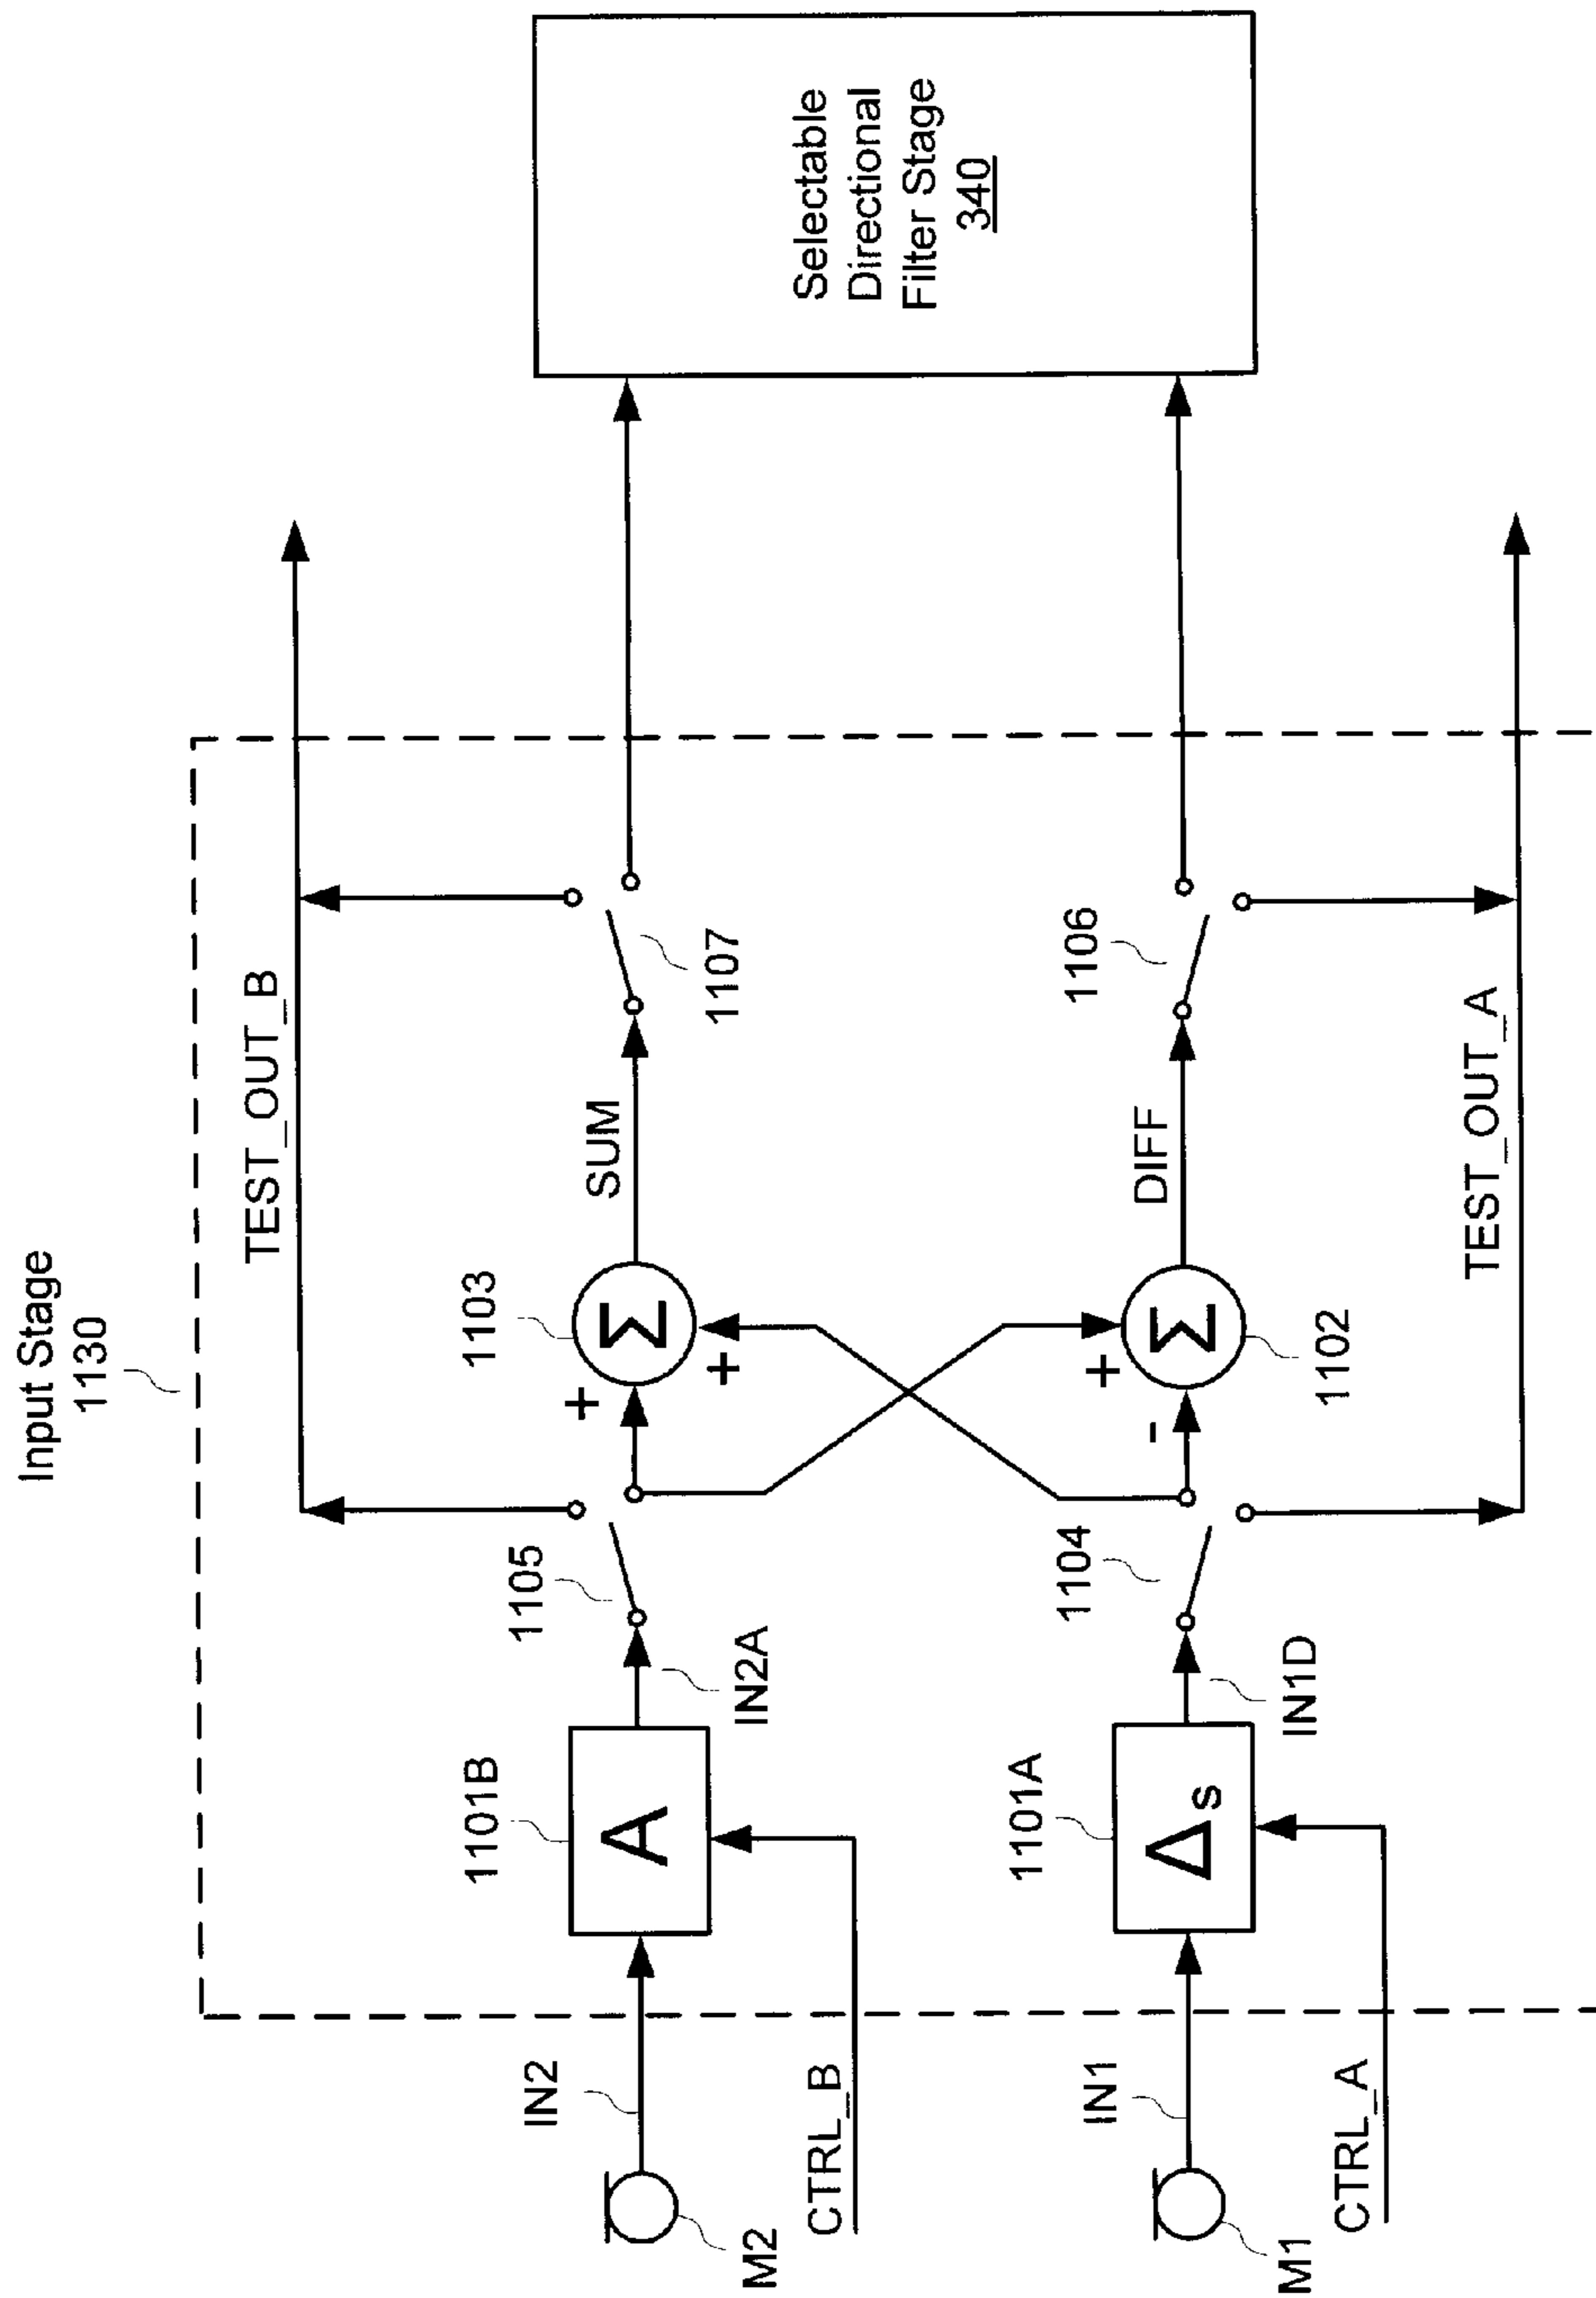 Input Stage
1130
TEST_OUT_B
IN2
M2
CTRL_B
1101B
A
IN2A
1105
1103
Σ
+
+
SUM
1107
Selectable
Directional
Filter Stage
340
IN1
M1
CTRL_A
1101A
Δs
IN1D
1104
-
+
Σ
1102
DIFF
1106
TEST_OUT_A